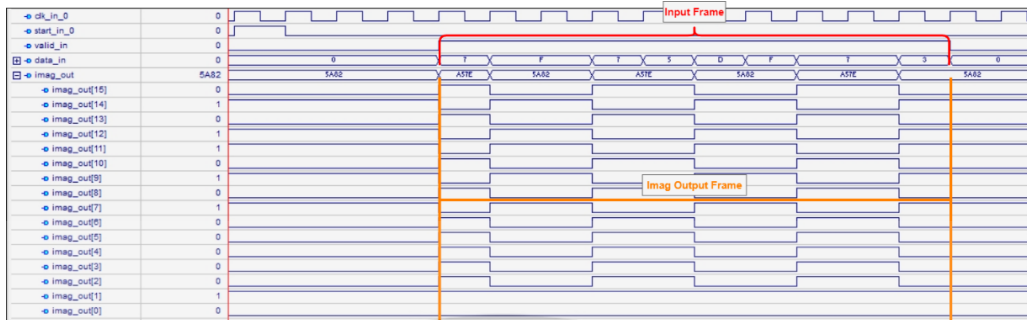 Input Frame
clk_in_0 0
start_in_0 0
valid_in 0
data_in 0 0 7 F 7 5 D F 7 3 0
imag_out 5A82 5A82 A57E 5A82 A57E 5A82 A57E 5A82
imag_out[15] 0
imag_out[14] 1
imag_out[13] 0
imag_out[12] 1
imag_out[11] 1
imag_out[10] 0
imag_out[9] 1
imag_out[8] 0
Imag Output Frame
imag_out[7] 1
imag_out[6] 0
imag_out[5] 0
imag_out[4] 0
imag_out[3] 0
imag_out[2] 0
imag_out[1] 1
imag_out[0] 0